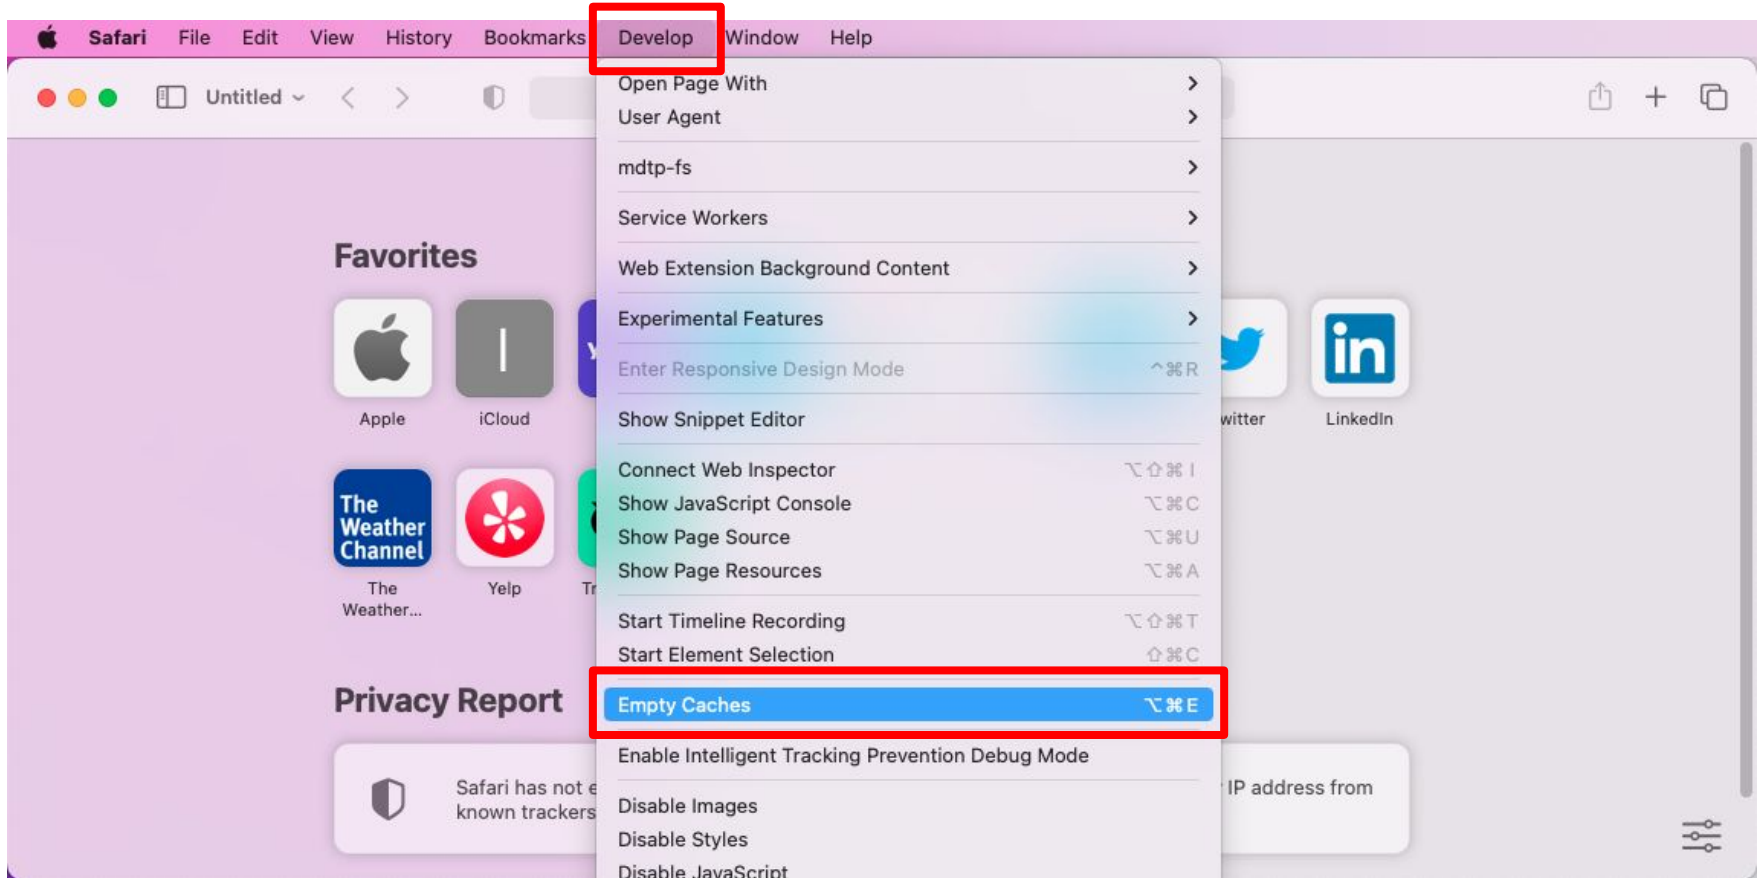 Safari File Edit View History Bookmarks Develop Window Help
Untitled
Open Page With
User Agent
mdtp-fs
Service Workers
Web Extension Background Content
Experimental Features
Enter Responsive Design Mode ^⌘R
Show Snippet Editor
Connect Web Inspector ⌥⇧⌘I
Show JavaScript Console ⌥⌘C
Show Page Source ⌥⌘U
Show Page Resources ⌥⌘A
Start Timeline Recording ⌥⇧⌘T
Start Element Selection ⇧⌘C
Empty Caches ⌥⌘E
Enable Intelligent Tracking Prevention Debug Mode
Disable Images
Disable Styles
Disable JavaScript
Favorites
I
in
Apple iCloud witter LinkedIn
The
Weather
Channel
The
Weather...
Yelp Tr
Privacy Report
Safari has not e
known trackers
IP address from